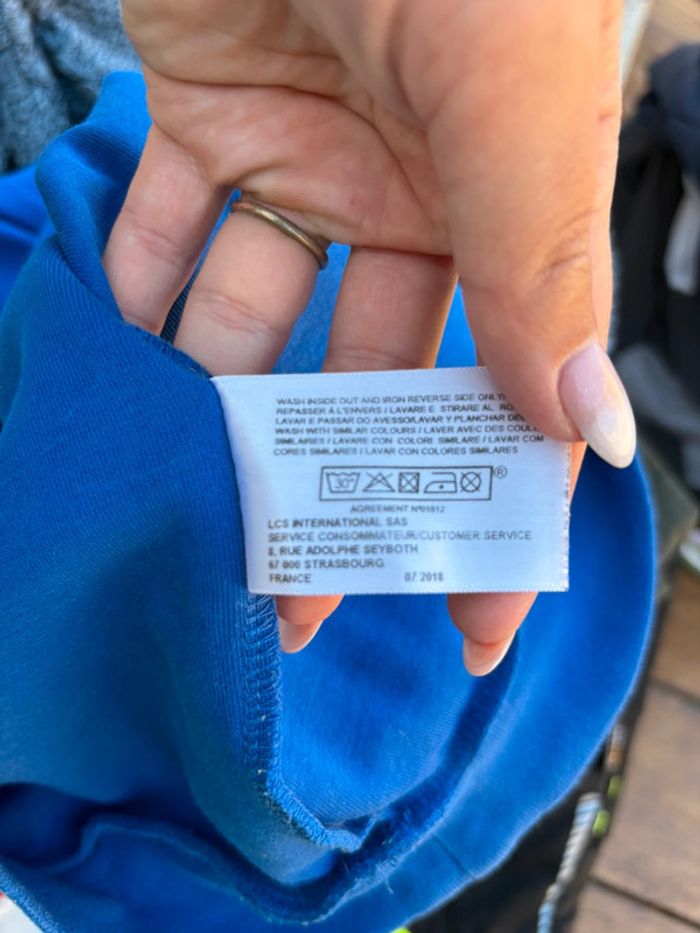 WASH INSIDE OUT AND IRON REVERSE SIDE ONLY
REPASSER À L'ENVERS / LAVARE E STIRARE AL
LAVAR E PASSAR DO AVESSO/LAVAR Y PLANCHAR DEL
WASH WITH SIMILAR COLOURS / LAVER AVEC DES
SIMILAIRES / LAVARE CON COLORI SIMILARE / LAVAR COM
CORES SIMILARES / LAVAR CON COLORES SIMILARES
30° ®
AGREEMENT Nº01812
LCS INTERNATIONAL SAS
SERVICE CONSOMMATEUR/CUSTOMER SERVICE
8, RUE ADOLPHE SEYBOTH
67 000 STRASBOURG
FRANCE 07 2018